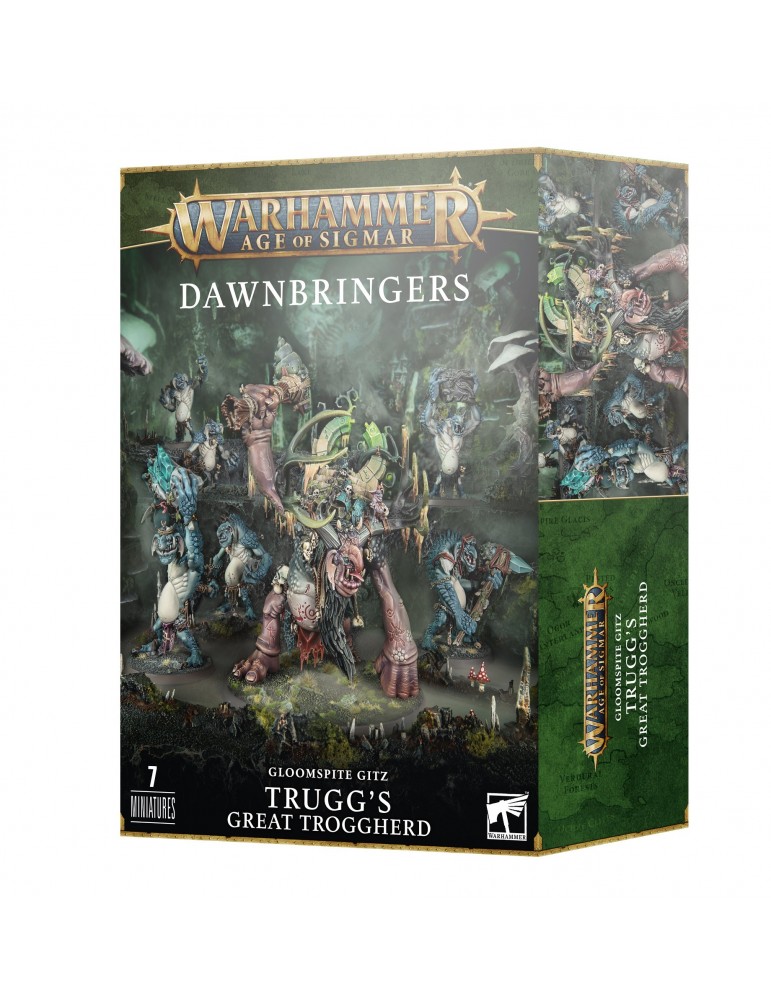 WARHAMMER
AGE OF SIGMAR
DAWNBRINGERS
7
MINIATURES
GLOOMSPITE GITZ
TRUGG'S
GREAT TROGGHERD
WARHAMMER
WARHAMMER
AGE OF SIGMAR
GLOOMSPITE GITZ
TRUGG'S
GREAT TROGGHERD